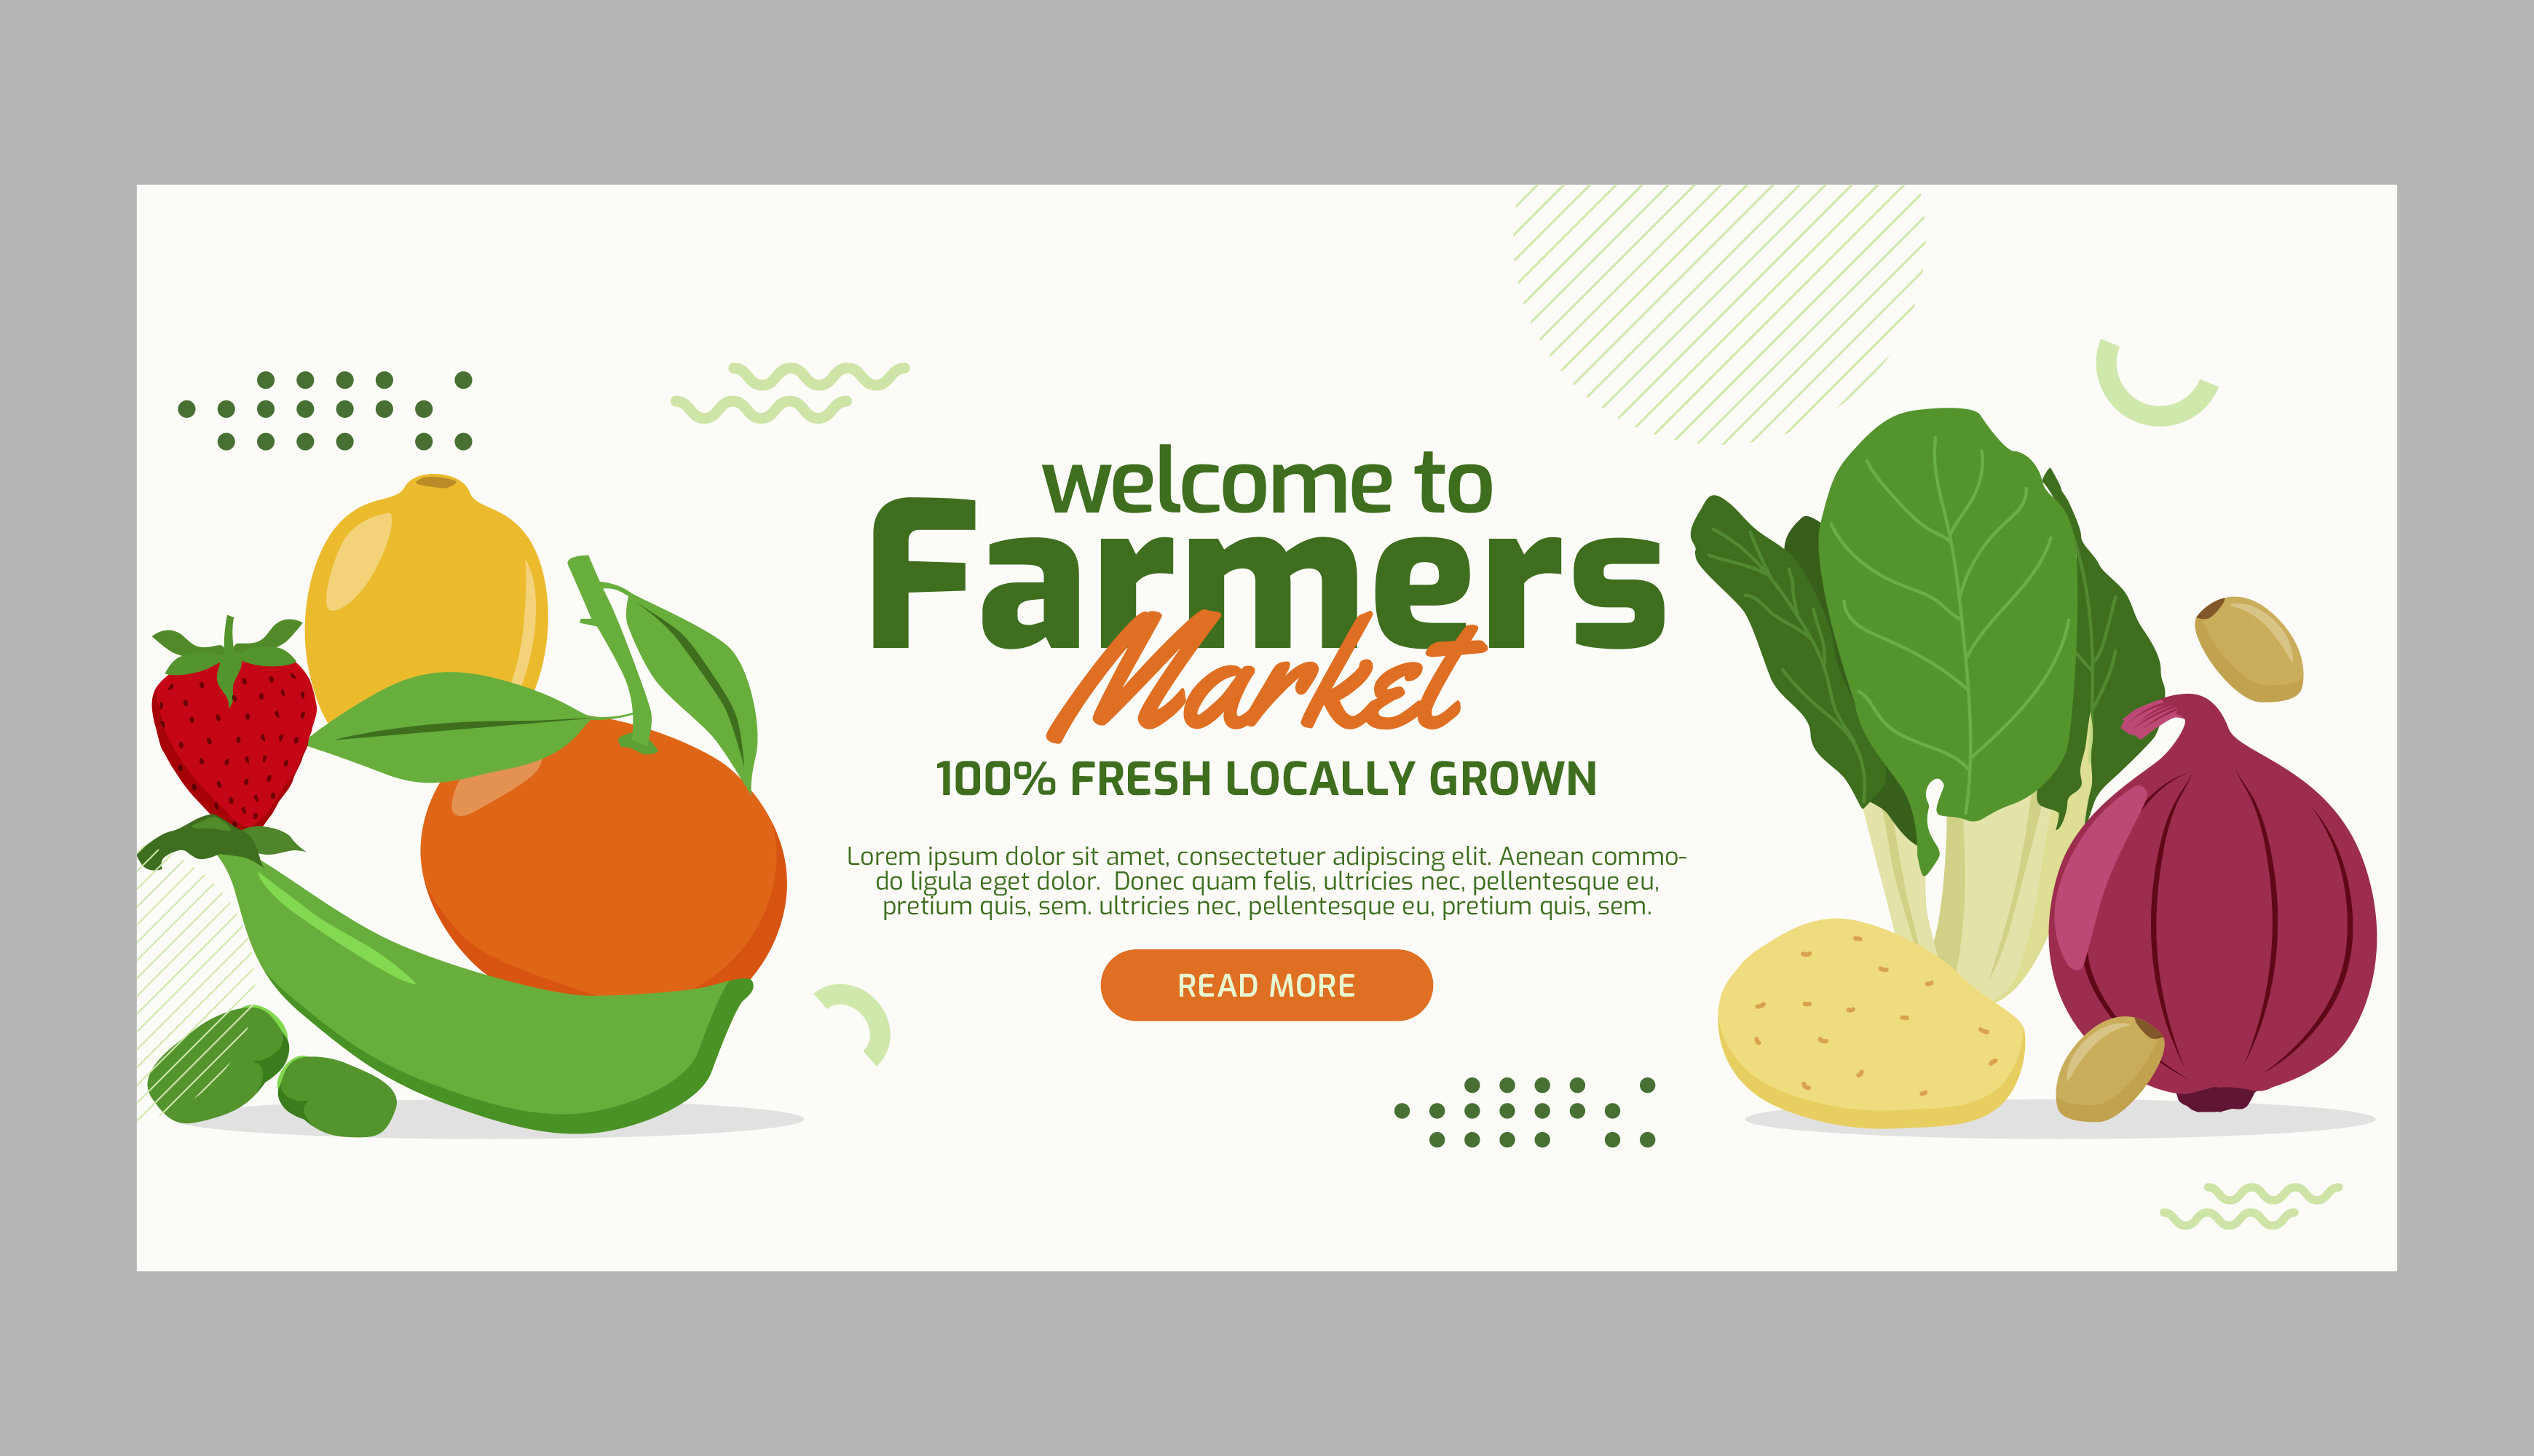 welcome to
Farmers
Market
100% FRESH LOCALLY GROWN
Lorem ipsum dolor sit amet, consectetuer adipiscing elit. Aenean commo-
do ligula eget dolor.  Donec quam felis, ultricies nec, pellentesque eu,
pretium quis, sem. ultricies nec, pellentesque eu, pretium quis, sem.
READ MORE